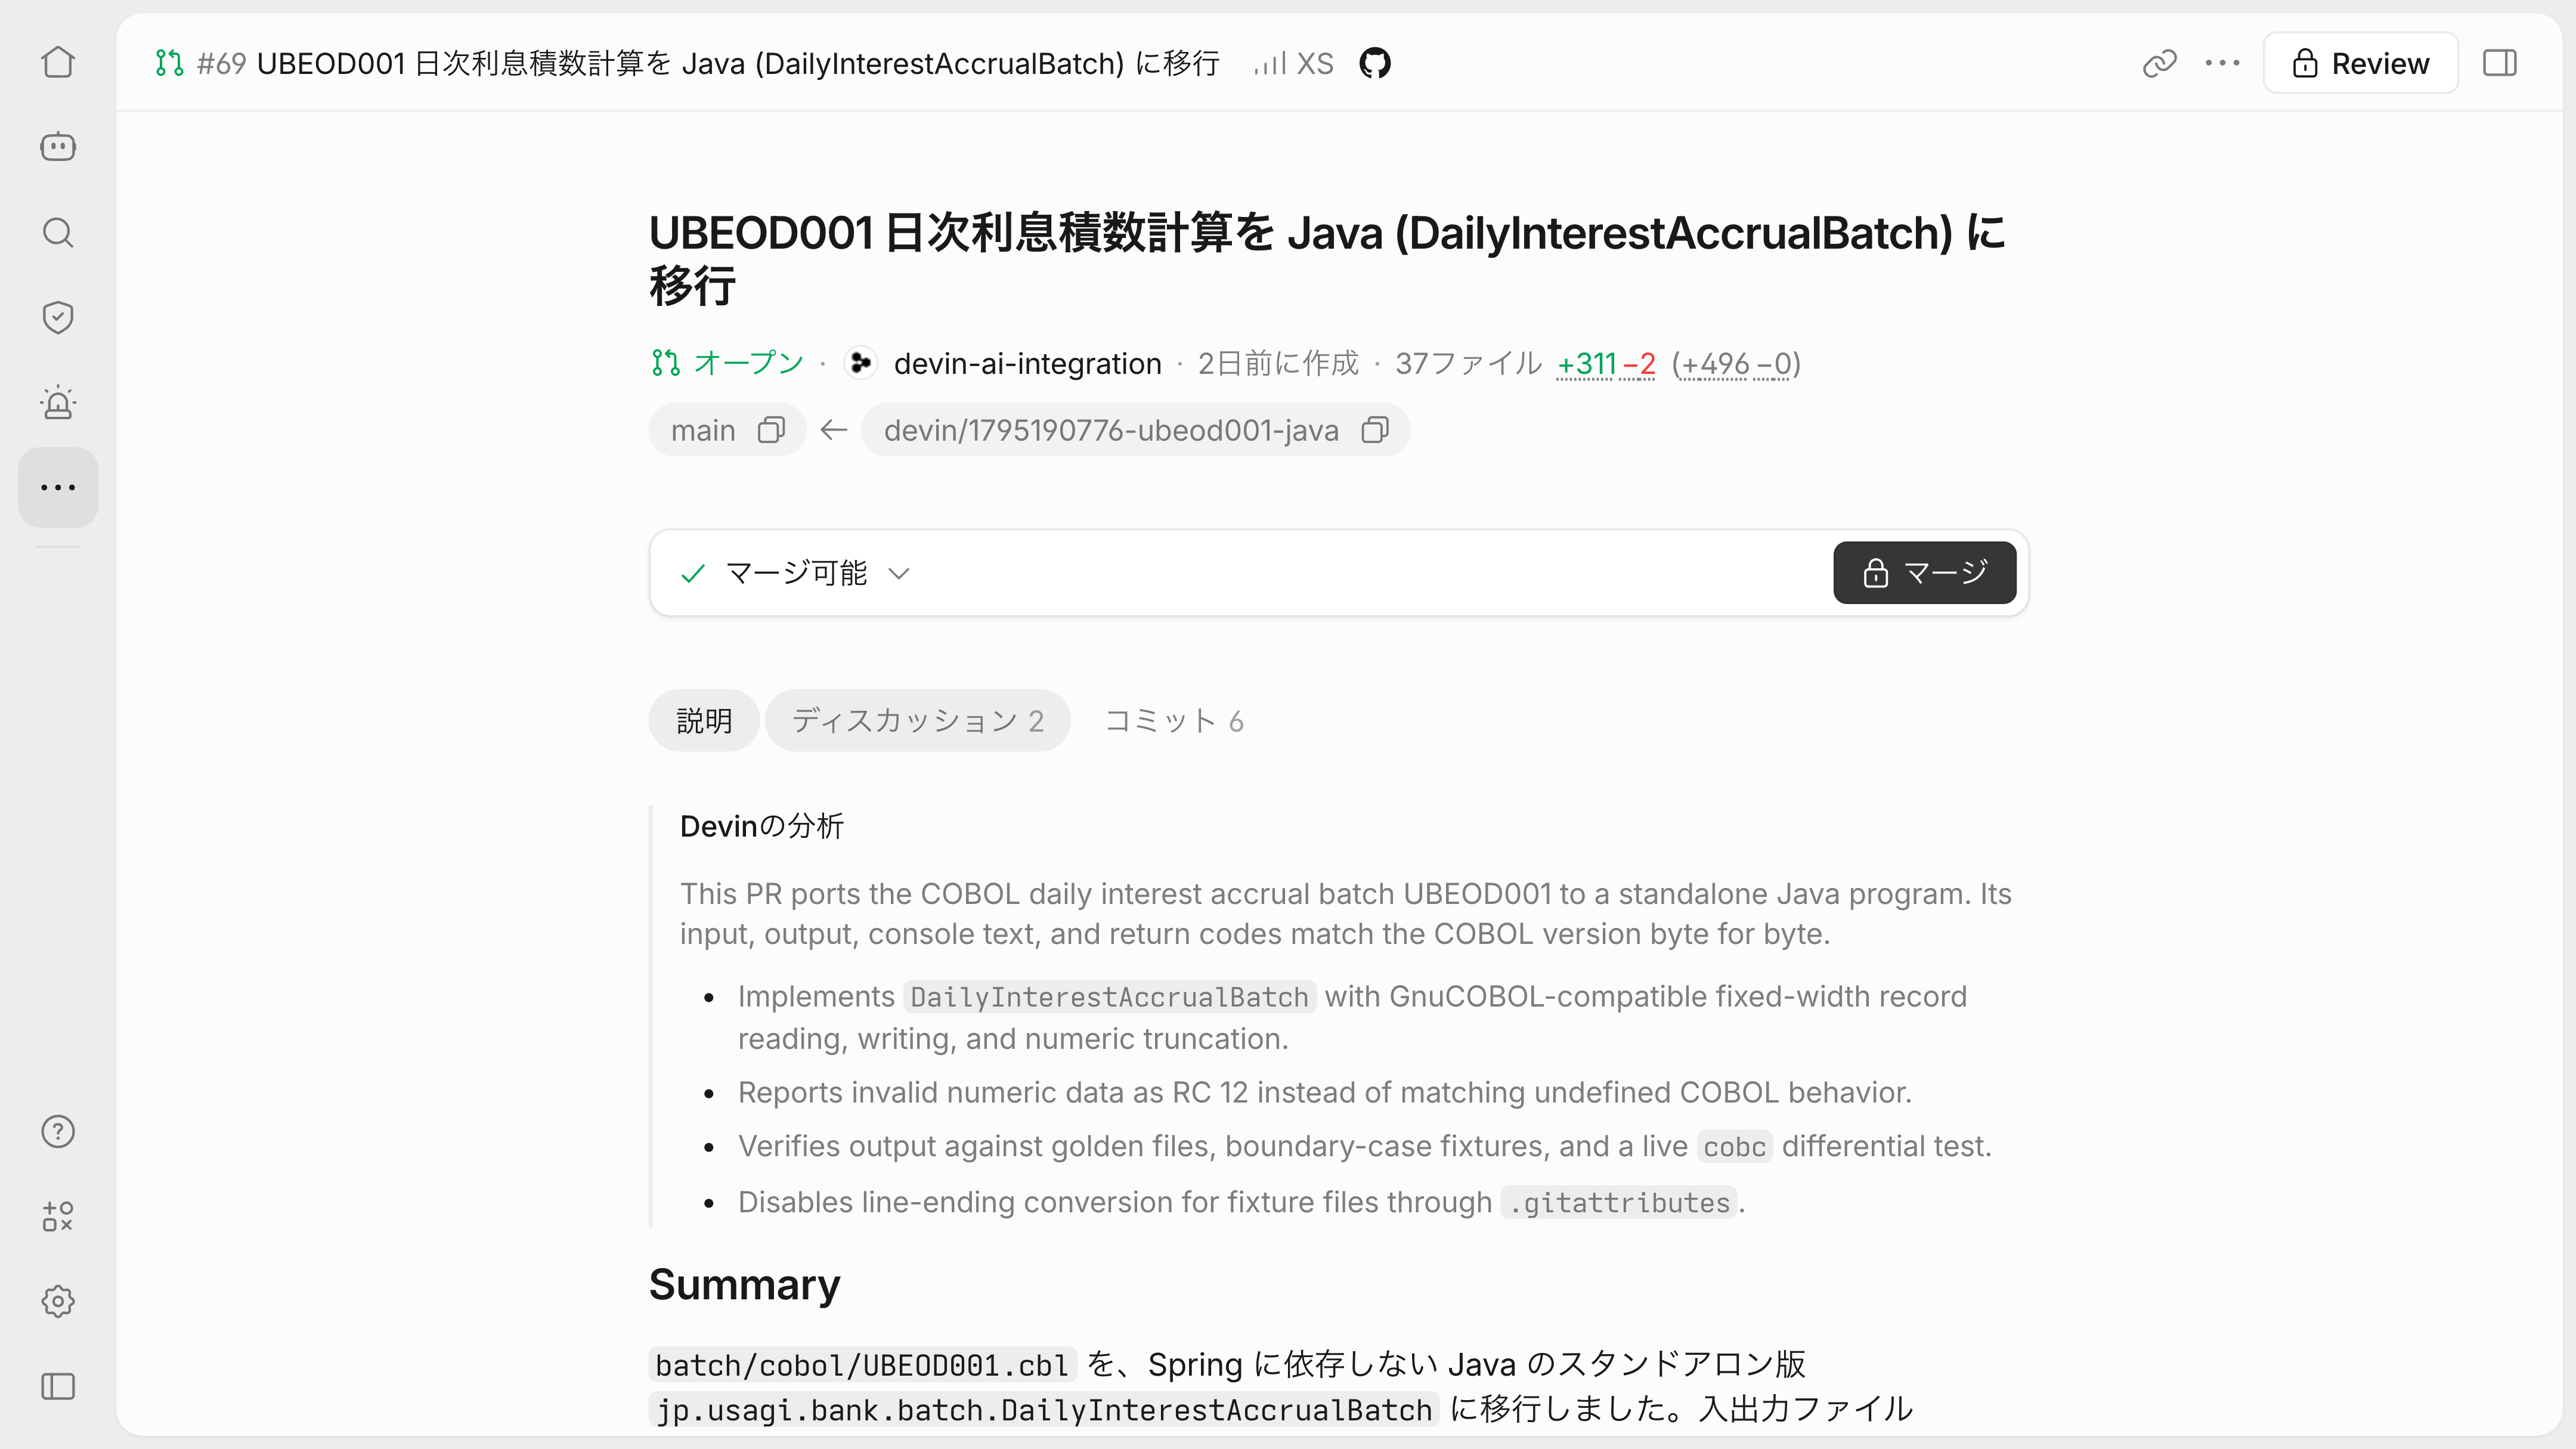 #69 UBEOD001 日次利息積数計算を Java (DailyInterestAccrualBatch) に移行 XS
Review
UBEOD001 日次利息積数計算を Java (DailyInterestAccrualBatch) に
移行
オープン · devin-ai-integration · 2日前に作成 · 37ファイル +311 −2 (+496 −0)
main ← devin/1795190776-ubeod001-java
マージ可能
マージ
説明 ディスカッション 2 コミット 6
Devinの分析
This PR ports the COBOL daily interest accrual batch UBEOD001 to a standalone Java program. Its
input, output, console text, and return codes match the COBOL version byte for byte.
• Implements DailyInterestAccrualBatch with GnuCOBOL-compatible fixed-width record
reading, writing, and numeric truncation.
• Reports invalid numeric data as RC 12 instead of matching undefined COBOL behavior.
• Verifies output against golden files, boundary-case fixtures, and a live cobc differential test.
• Disables line-ending conversion for fixture files through .gitattributes.
Summary
batch/cobol/UBEOD001.cbl を、Spring に依存しない Java のスタンドアロン版
jp.usagi.bank.batch.DailyInterestAccrualBatch に移行しました。入出力ファイル